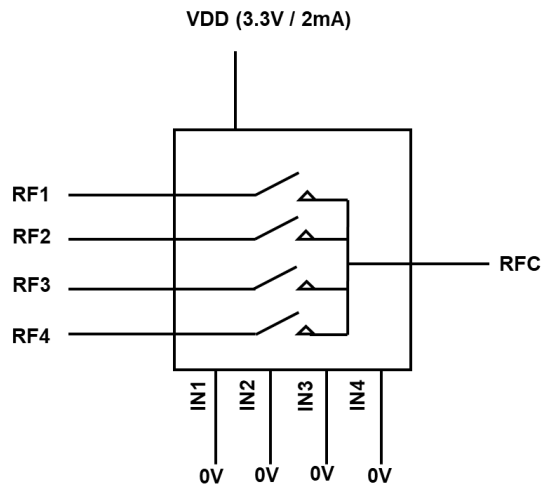 VDD (3.3V / 2mA)
RF1
RF2
RFC
RF3
RF4
IN1
IN2
IN3
IN4
0V
0V
0V
0V